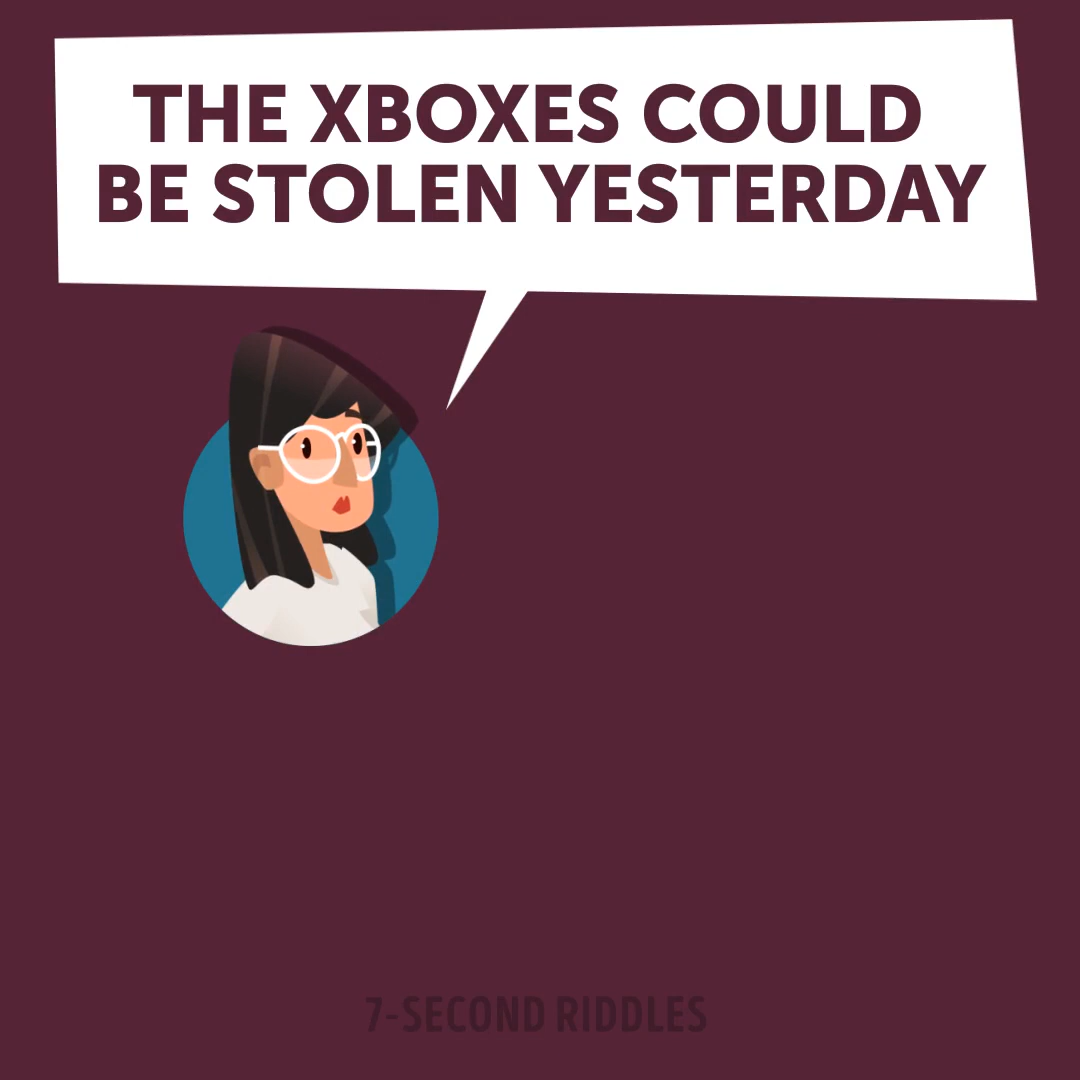 THE XBOXES COULD
BE STOLEN YESTERDAY
7-SECOND RIDDLES